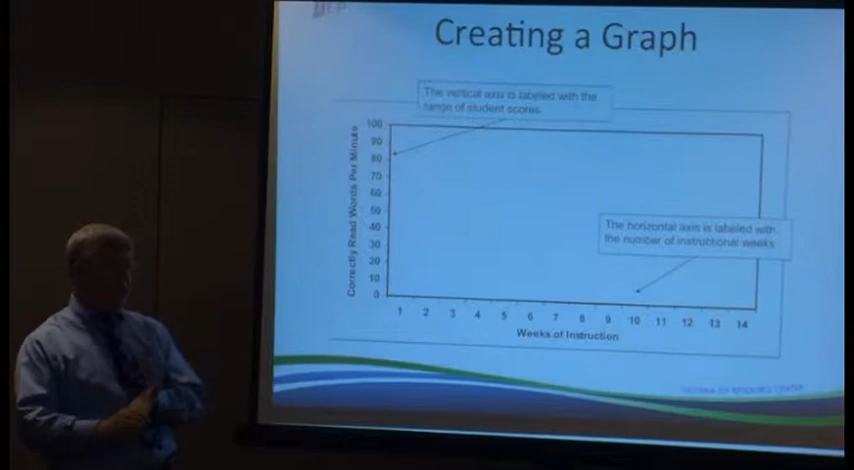 Creating a Graph
The vertical axis is labeled with the
range of student scores.
Correctly Read Words Per Minute
100
90
80
70
60
50
40
30
20
10
0
The horizontal axis is labeled with
the number of instructional weeks
1 2 3 4 5 6 7 8 9 10 11 12 13 14
Weeks of Instruction
RESOURCE CENTER